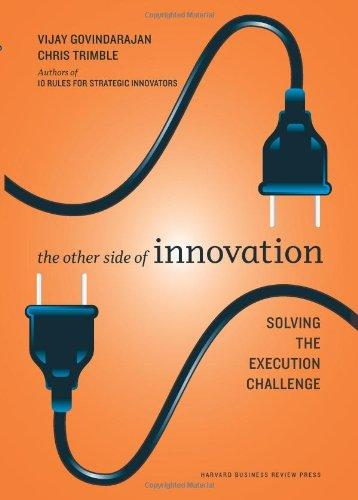 VIJAY GOVINDARAJAN
CHRIS TRIMBLE
Authors of
10 RULES FOR STRATEGIC INNOVATORS
the other side of innovation
SOLVING
THE
EXECUTION
CHALLENGE
HARVARD BUSINESS REVIEW PRESS